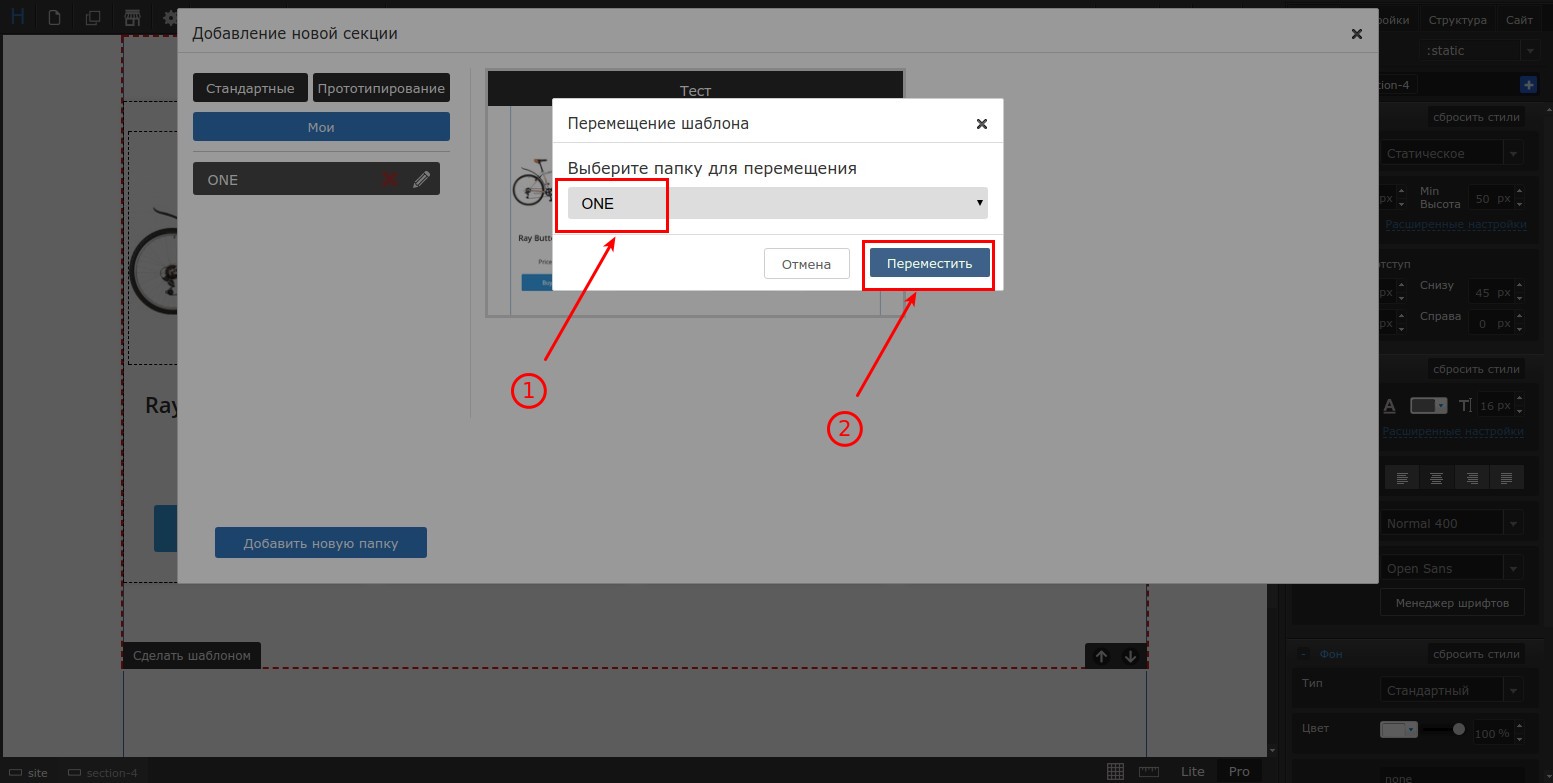 H
Добавление новой секции
ройки
Структура
Сайт
:static
Стандартные
Прототипирование
Мои
ONE
Тест
Перемещение шаблона
Выберите папку для перемещения
ONE
Отмена
Переместить
1
2
Ray Butt
Добавить новую папку
Ray
Сделать шаблоном
tion-4
сбросить стили
Статическое
px
Min
Высота
50 px
Расширенные настройки
тступ
px
Снизу
45 px
px
Справа
0 px
сбросить стили
A
T
16 px
Расширенные настройки
Normal 400
Open Sans
Менеджер шрифтов
- Фон
сбросить стили
Тип
Стандартный
Цвет
100 %
none
site
section-4
Lite
Pro